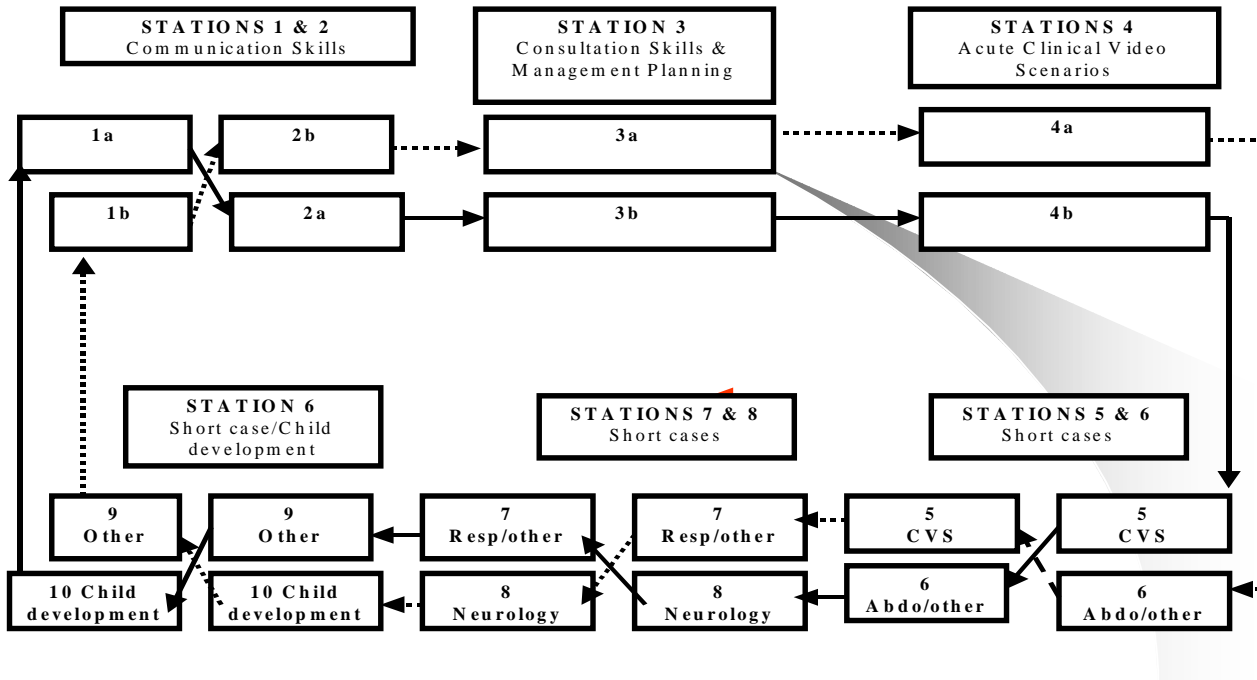 STATIONS 1 & 2
Communication Skills
STATION 3
Consultation Skills &
Management Planning
STATIONS 4
Acute Clinical Video
Scenarios
1a
2b
3a
4a
1b
2a
3b
4b
STATION 6
Short case/Child
development
STATIONS 7 & 8
Short cases
STATIONS 5 & 6
Short cases
9
Other
9
Other
7
Resp/other
7
Resp/other
5
CVS
5
CVS
10 Child
development
10 Child
development
8
Neurology
8
Neurology
6
Abdo/other
6
Abdo/other